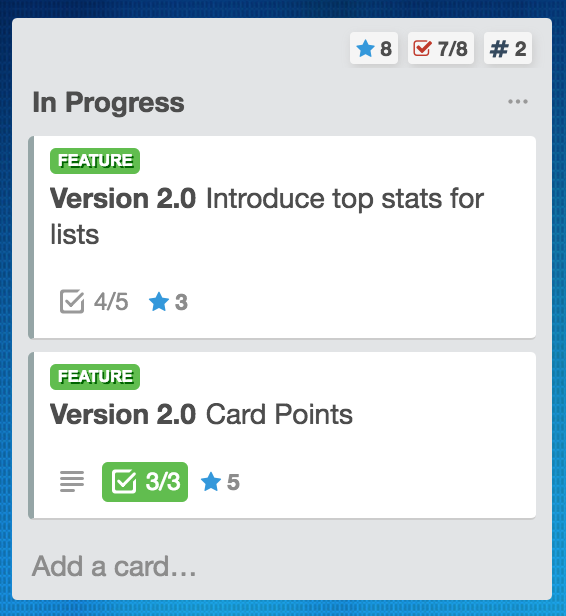 8 7/8 # 2
In Progress
FEATURE
Version 2.0 Introduce top stats for
lists
4/5 3
FEATURE
Version 2.0 Card Points
3/3 5
Add a card...